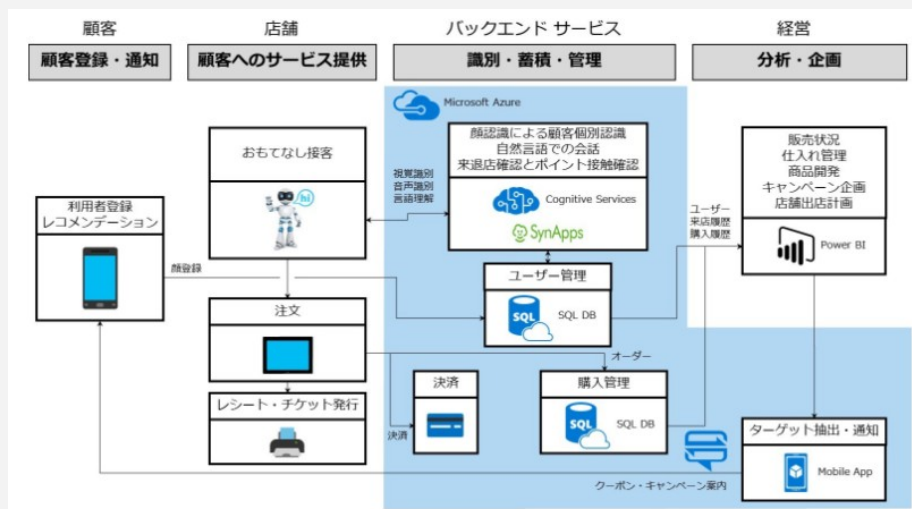 顧客
店舗
バックエンド サービス
経営
顧客登録・通知
顧客へのサービス提供
識別・蓄積・管理
分析・企画
Microsoft Azure
おもてなし接客
hi
視覚識別
音声識別
言語理解
顔認識による顧客個別認識
自然言語での会話
来退店確認とポイント接触確認
Cognitive Services
SynApps
販売状況
仕入れ管理
商品開発
キャンペーン企画
店舗出店計画
Power BI
ユーザー
来店履歴
購入履歴
利用者登録
レコメンデーション
顔登録
ユーザー管理
SQL
SQL DB
注文
オーダー
決済
購入管理
SQL
SQL DB
レシート・チケット発行
決済
ターゲット抽出・通知
Mobile App
クーポン・キャンペーン案内